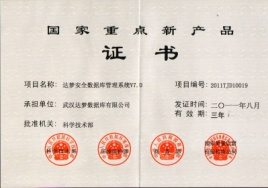 国家重点新产品
证书
项目名称：达梦安全数据库管理系统V7.0
项目编号：2011TJD10019
承担单位：武汉达梦数据库有限公司
发证时间：二〇一一年八月
批准机关：科学技术部
有效期：三年